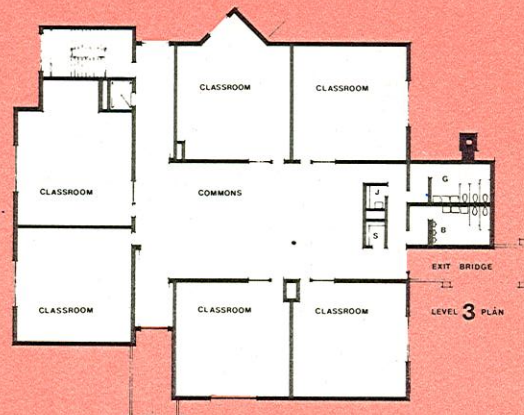 CLASSROOM
CLASSROOM
CLASSROOM
COMMONS
J
G
S
B
EXIT BRIDGE
CLASSROOM
CLASSROOM
CLASSROOM
LEVEL 3 PLAN